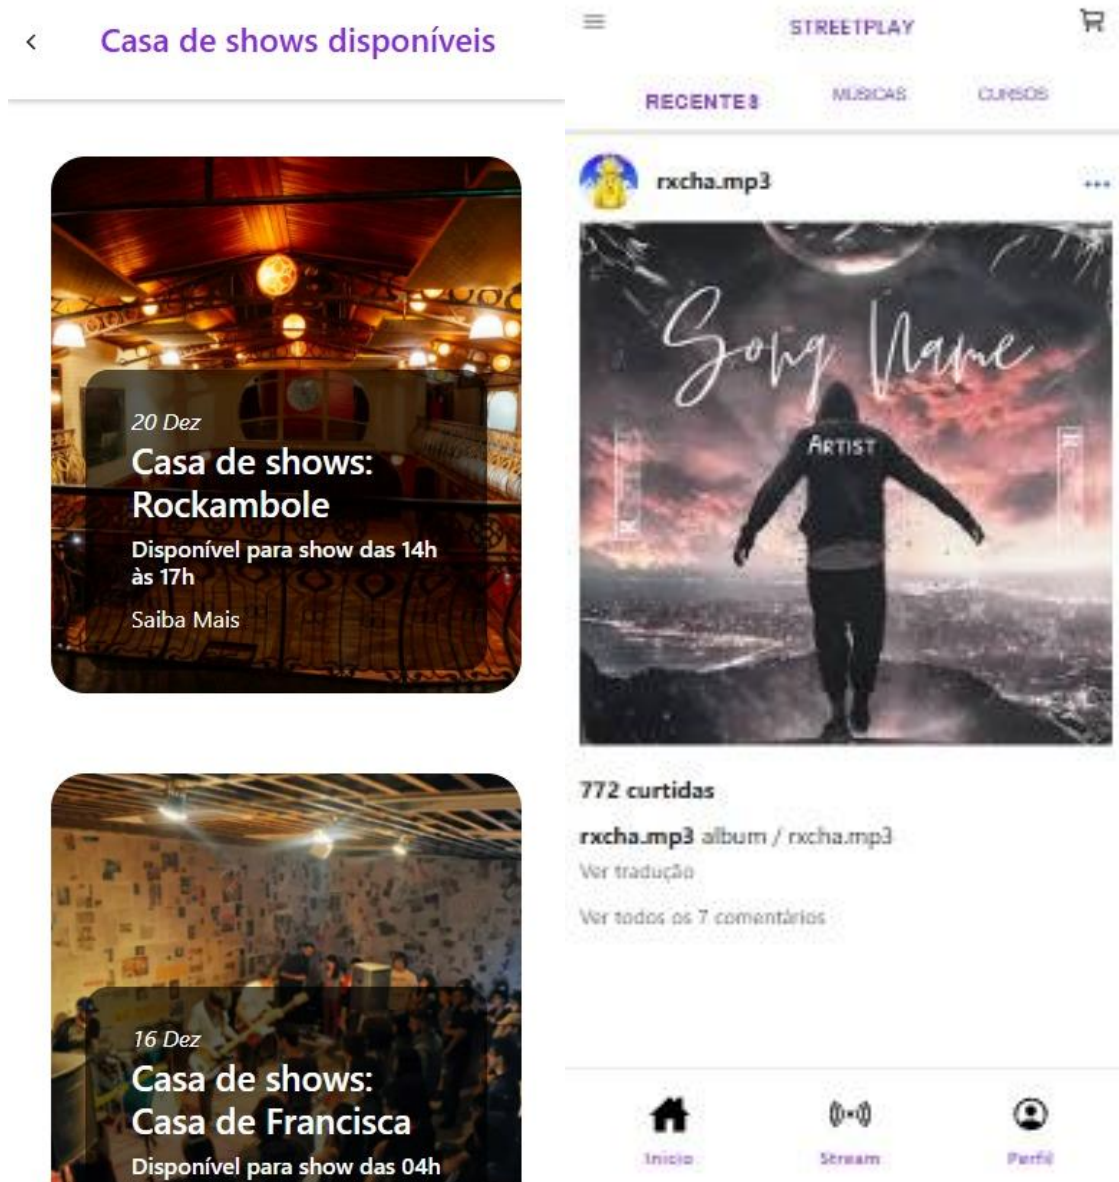 Casa de shows disponíveis
20 Dez
Casa de shows:
Rockambole
Disponível para show das 14h
às 17h
Saiba Mais
16 Dez
Casa de shows:
Casa de Francisca
Disponível para show das 04h
STREETPLAY
RECENTES
MÚSICAS
CURSOS
rxcha.mp3
Song Name
ARTIST
772 curtidas
rxcha.mp3 album / rxcha.mp3
Ver tradução
Ver todos os 7 comentários
Inicio
Stream
Perfil